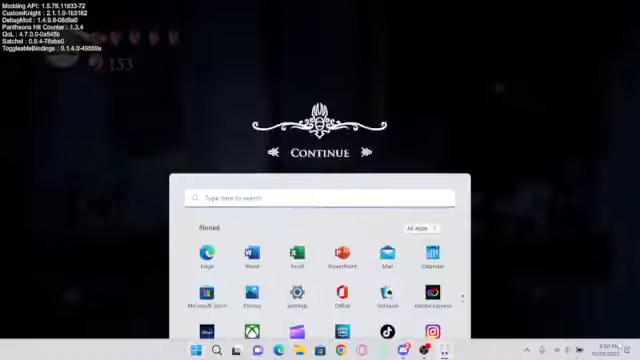 Modding API: 1.5.78.11833-72
CustomKnight : 2.1.1.0-1b3162
DebugMod : 1.4.9.8-08d9a0
Pantheons Hit Counter : 1.3.4
QoL : 4.7.0.0-0a545b
Satchel : 0.8.4-78abe0
ToggleableBindings : 0.1.4.0-49559a
153
CONTINUE
Type here to search
Pinned
All apps
Edge
Word
Excel
PowerPoint
Mail
Calendar
Microsoft Store
Photos
Settings
Office
Solitaire
Adobe Express